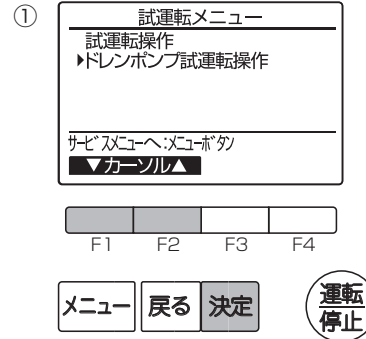 ①
試運転メニュー
試運転操作
▶ドレンポンプ試運転操作
サービスメニューへ:メニューボタン
▼カーソル▲
F1 F2 F3 F4
メニュー 戻る 決定 運転
停止